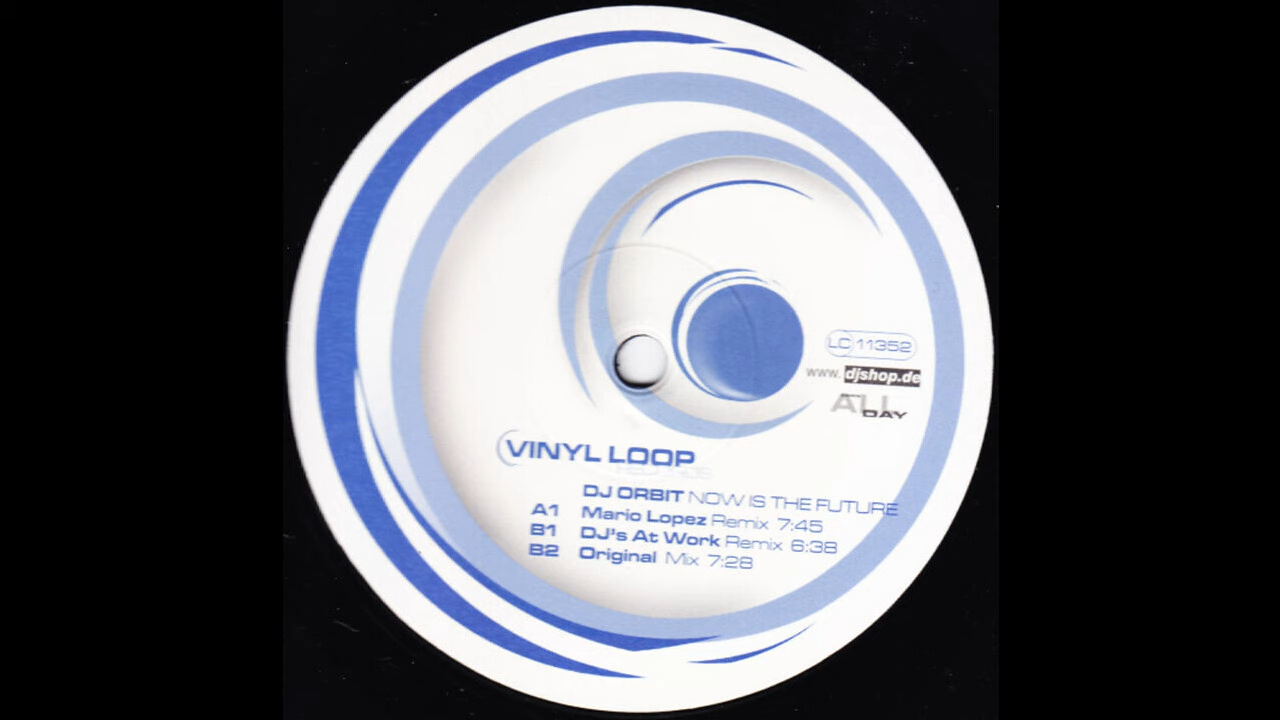 LC 11352
www.djshop.de
ALL
DAY
VINYL LOOP
RECORDS
DJ ORBIT NOW IS THE FUTURE
A1 Mario Lopez Remix 7:45
B1 DJ's At Work Remix 6:38
B2 Original Mix 7:28